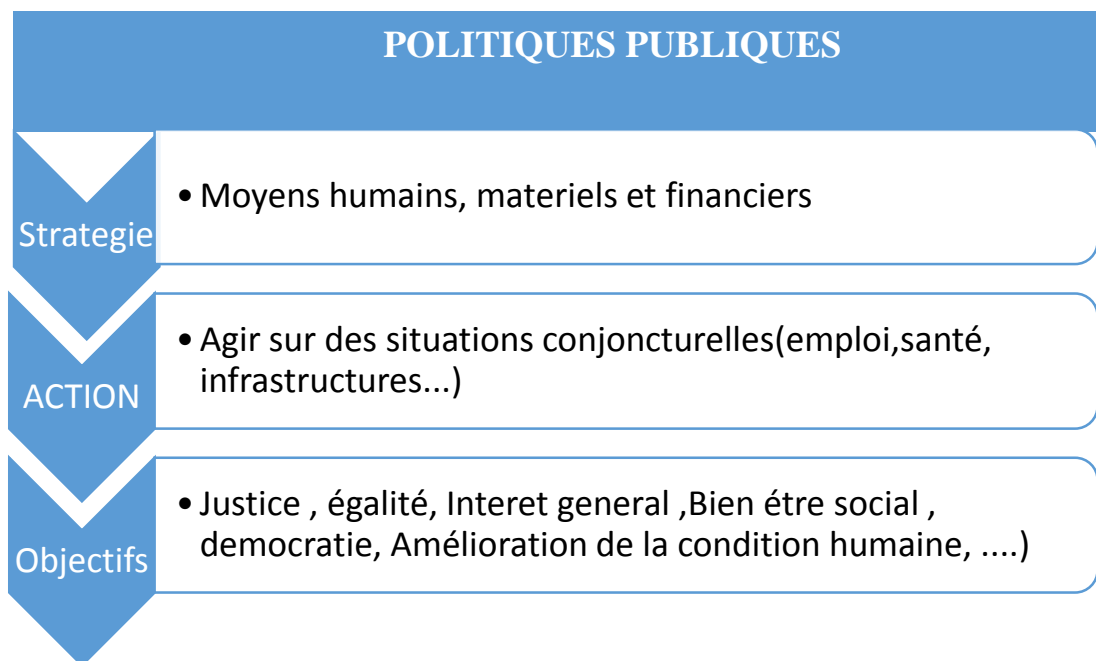 POLITIQUES PUBLIQUES
• Moyens humains, materiels et financiers
Strategie
• Agir sur des situations conjoncturelles(emploi,santé,
infrastructures...)
ACTION
• Justice , égalité, Interet general ,Bien étre social ,
democratie, Amélioration de la condition humaine, ....)
Objectifs